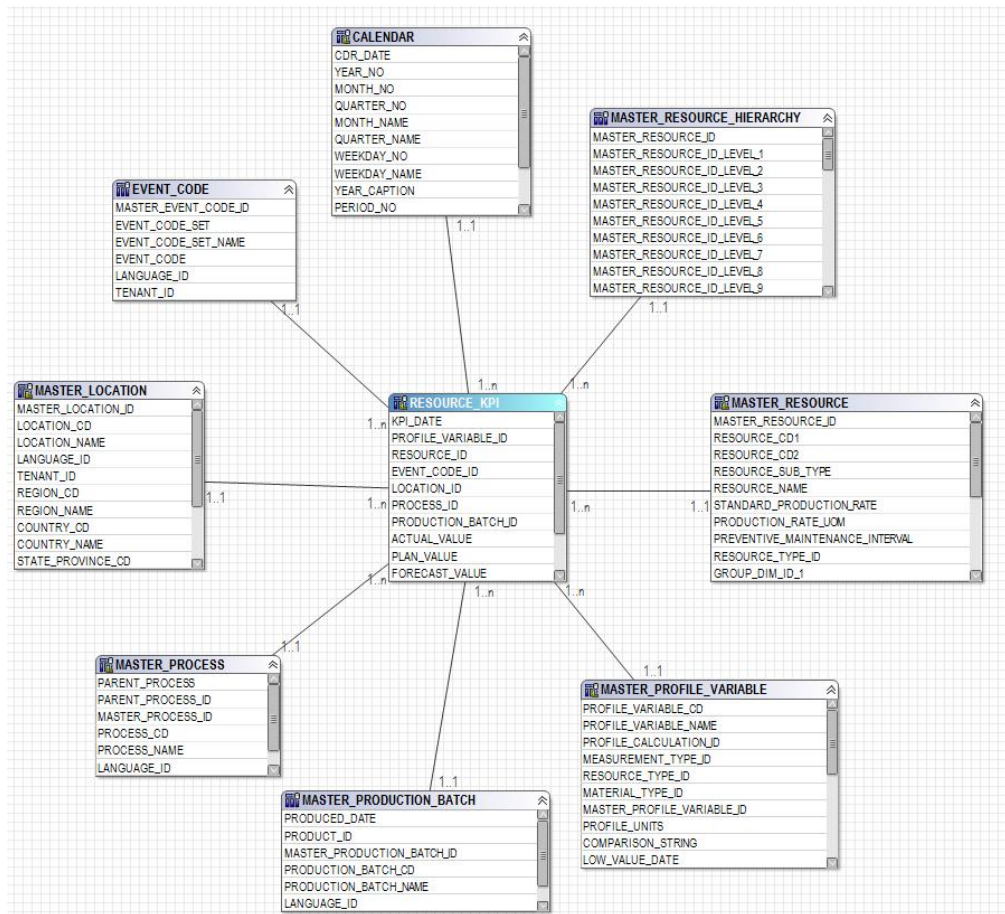 CALENDAR
CDR_DATE
YEAR_NO
MONTH_NO
QUARTER_NO
MONTH_NAME
QUARTER_NAME
WEEKDAY_NO
WEEKDAY_NAME
YEAR_CAPTION
PERIOD_NO
1..1
MASTER_RESOURCE_HIERARCHY
MASTER_RESOURCE_ID
MASTER_RESOURCE_ID_LEVEL_1
MASTER_RESOURCE_ID_LEVEL_2
MASTER_RESOURCE_ID_LEVEL_3
MASTER_RESOURCE_ID_LEVEL_4
MASTER_RESOURCE_ID_LEVEL_5
MASTER_RESOURCE_ID_LEVEL_6
MASTER_RESOURCE_ID_LEVEL_7
MASTER_RESOURCE_ID_LEVEL_8
MASTER_RESOURCE_ID_LEVEL_9
1..1
EVENT_CODE
MASTER_EVENT_CODE_ID
EVENT_CODE_SET
EVENT_CODE_SET_NAME
EVENT_CODE
LANGUAGE_ID
TENANT_ID
1..1
MASTER_LOCATION
MASTER_LOCATION_ID
LOCATION_CD
LOCATION_NAME
LANGUAGE_ID
TENANT_ID
REGION_CD
REGION_NAME
COUNTRY_CD
COUNTRY_NAME
STATE_PROVINCE_CD
1..1
1..n
1..n
1..n
1..n
1..n
RESOURCE_KPI
KPI_DATE
PROFILE_VARIABLE_ID
RESOURCE_ID
EVENT_CODE_ID
LOCATION_ID
PROCESS_ID
PRODUCTION_BATCH_ID
ACTUAL_VALUE
PLAN_VALUE
FORECAST_VALUE
1..n
1..n
1..n
1..1
MASTER_RESOURCE
MASTER_RESOURCE_ID
RESOURCE_CD1
RESOURCE_CD2
RESOURCE_SUB_TYPE
RESOURCE_NAME
STANDARD_PRODUCTION_RATE
PRODUCTION_RATE_UOM
PREVENTIVE_MAINTENANCE_INTERVAL
RESOURCE_TYPE_ID
GROUP_DIM_ID_1
1..1
MASTER_PROCESS
PARENT_PROCESS
PARENT_PROCESS_ID
MASTER_PROCESS_ID
PROCESS_CD
PROCESS_NAME
LANGUAGE_ID
1..1
MASTER_PROFILE_VARIABLE
PROFILE_VARIABLE_CD
PROFILE_VARIABLE_NAME
PROFILE_CALCULATION_ID
MEASUREMENT_TYPE_ID
RESOURCE_TYPE_ID
MATERIAL_TYPE_ID
MASTER_PROFILE_VARIABLE_ID
PROFILE_UNITS
COMPARISON_STRING
LOW_VALUE_DATE
1..1
MASTER_PRODUCTION_BATCH
PRODUCED_DATE
PRODUCT_ID
MASTER_PRODUCTION_BATCH_ID
PRODUCTION_BATCH_CD
PRODUCTION_BATCH_NAME
LANGUAGE_ID